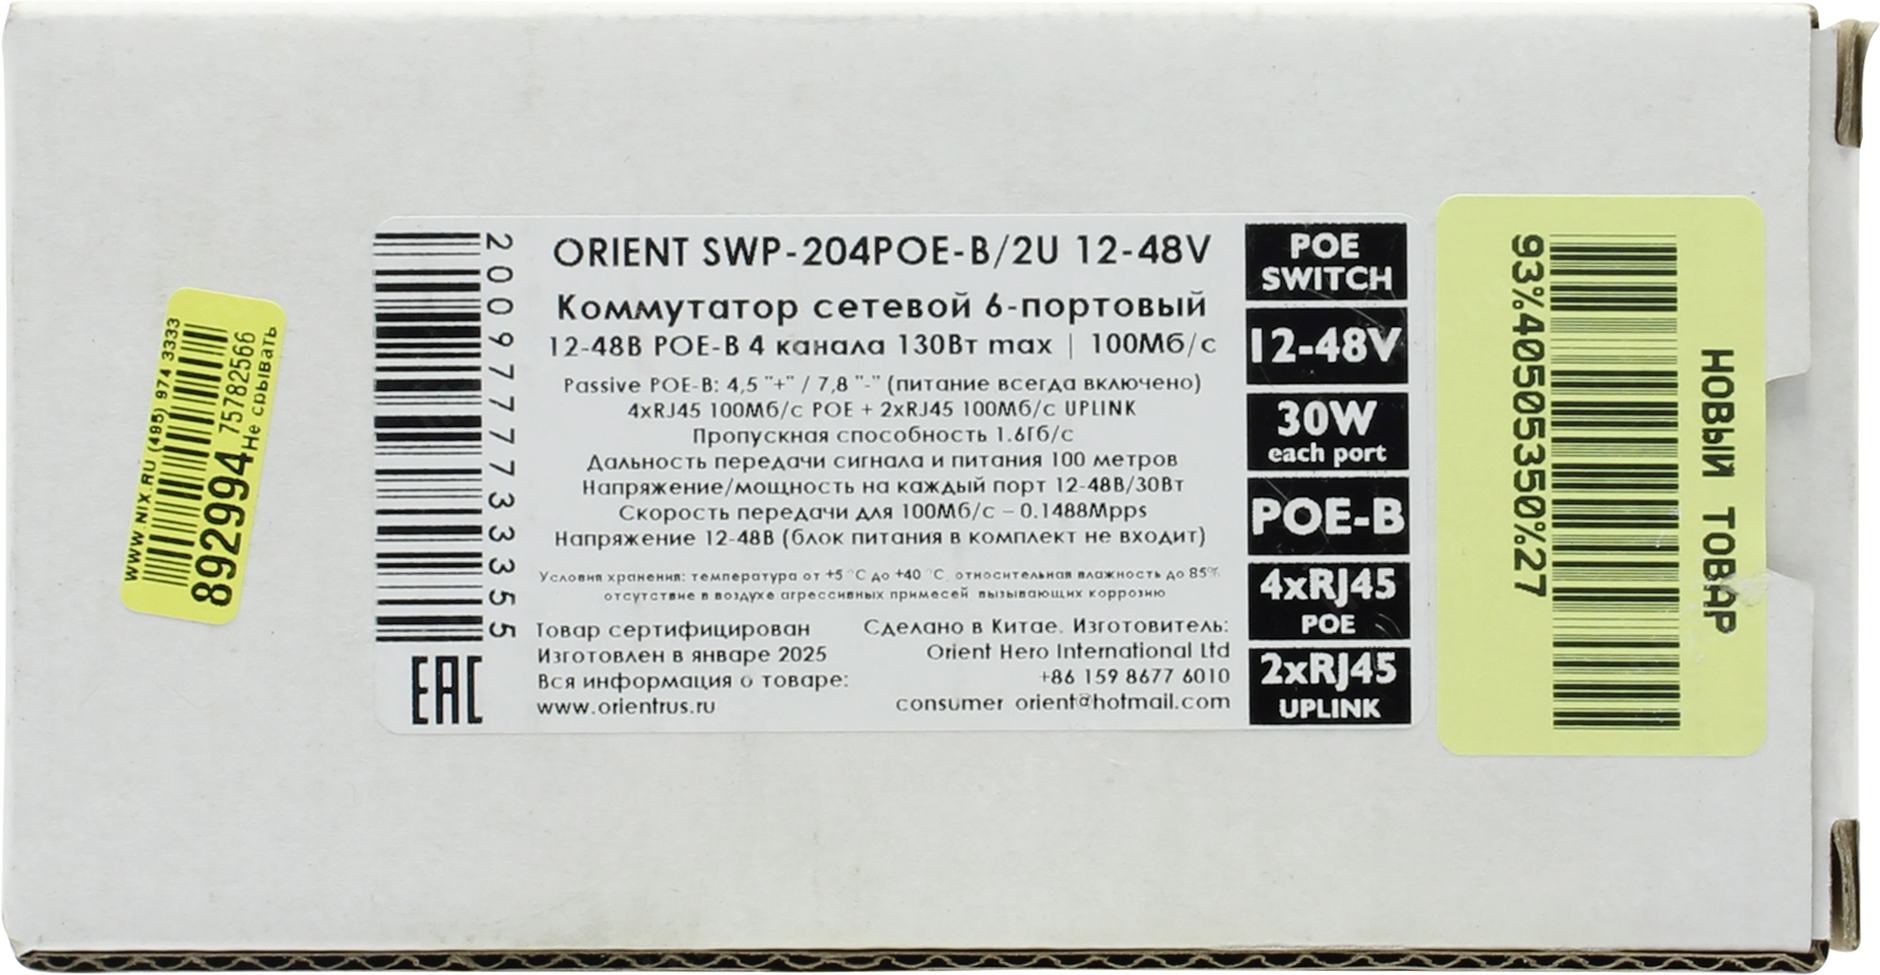 WWW.NIX.RU (495) 974 3333
8929994 75782566
Не срывать
2009777733355
ORIENT SWP-204POE-B/2U 12-48V
Коммутатор сетевой 6-портовый
12-48В POE-B 4 канала 130Вт max | 100Мб/с
Passive POE-B: 4,5 "+" / 7,8 "-" (питание всегда включено)
4xRJ45 100Мб/с POE + 2xRJ45 100Мб/с UPLINK
Пропускная способность 1.6Гб/с
Дальность передачи сигнала и питания 100 метров
Напряжение/мощность на каждый порт 12-48В/30Вт
Скорость передачи для 100Мб/с – 0.1488Mpps
Напряжение 12-48В (блок питания в комплект не входит)
Условия хранения: температура от +5 °C до +40 °C, относительная влажность до 85%
отсутствие в воздухе агрессивных примесей вызывающих коррозию
Товар сертифицирован
Изготовлен в январе 2025
Вся информация о товаре:
www.orientrus.ru
Сделано в Китае. Изготовитель:
Orient Hero International Ltd
+86 159 8677 6010
consumer orient@hotmail.com
EAC
POE
SWITCH
12-48V
30W
each port
POE-B
4xRJ45
POE
2xRJ45
UPLINK
93%4050535​0%27
НОВЫЙ ТОВАР